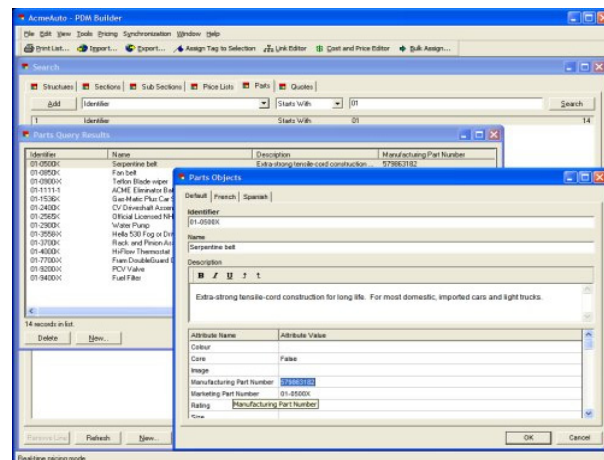 AcmeAuto - PDM Builder
File Edit View Tools Pricing Synchronization Window Help
Print List... Import... Export... Assign Tag to Selection Link Editor Cost and Price Editor Bulk Assign...
Search
Structures Sections Sub Sections Price Lists Parts Quotes
Add Identifier Starts With 01 Search
1 Identifier Starts With 01 14
Parts Query Results
Identifier Name Description Manufacturing Part Number
01-0500X Serpentine belt Extra-strong tensile-cord construction ... 579863182
01-0850X Fan belt
01-0900X Teflon Blade wiper
01-1111-1 ACME Eliminator Bat
01-1536X Gas-Matic Plus Car S
01-2400X CV Driveshaft Assem
01-2565X Official Licensed NH
01-2900X Water Pump
01-3558X Hella 530 Fog or Dri
01-3700X Rack and Pinion As
01-4000X Hi-Flow Thermostat
01-7700X Fram DoubleGuard
01-9200X PCV Valve
01-9400X Fuel Filter
14 records in list.
Delete New...
Parts Objects
Default French Spanish
Identifier
01-0500X
Name
Serpentine belt
Description
B I U
Extra-strong tensile-cord construction for long life. For most domestic, imported cars and light trucks.
Attribute Name Attribute Value
Colour
Core False
Image
Manufacturing Part Number 579863182
Marketing Part Number 01-0500X
Rating Manufacturing Part Number
Size
OK Cancel
Remove Line Refresh New...
Real-time pricing mode